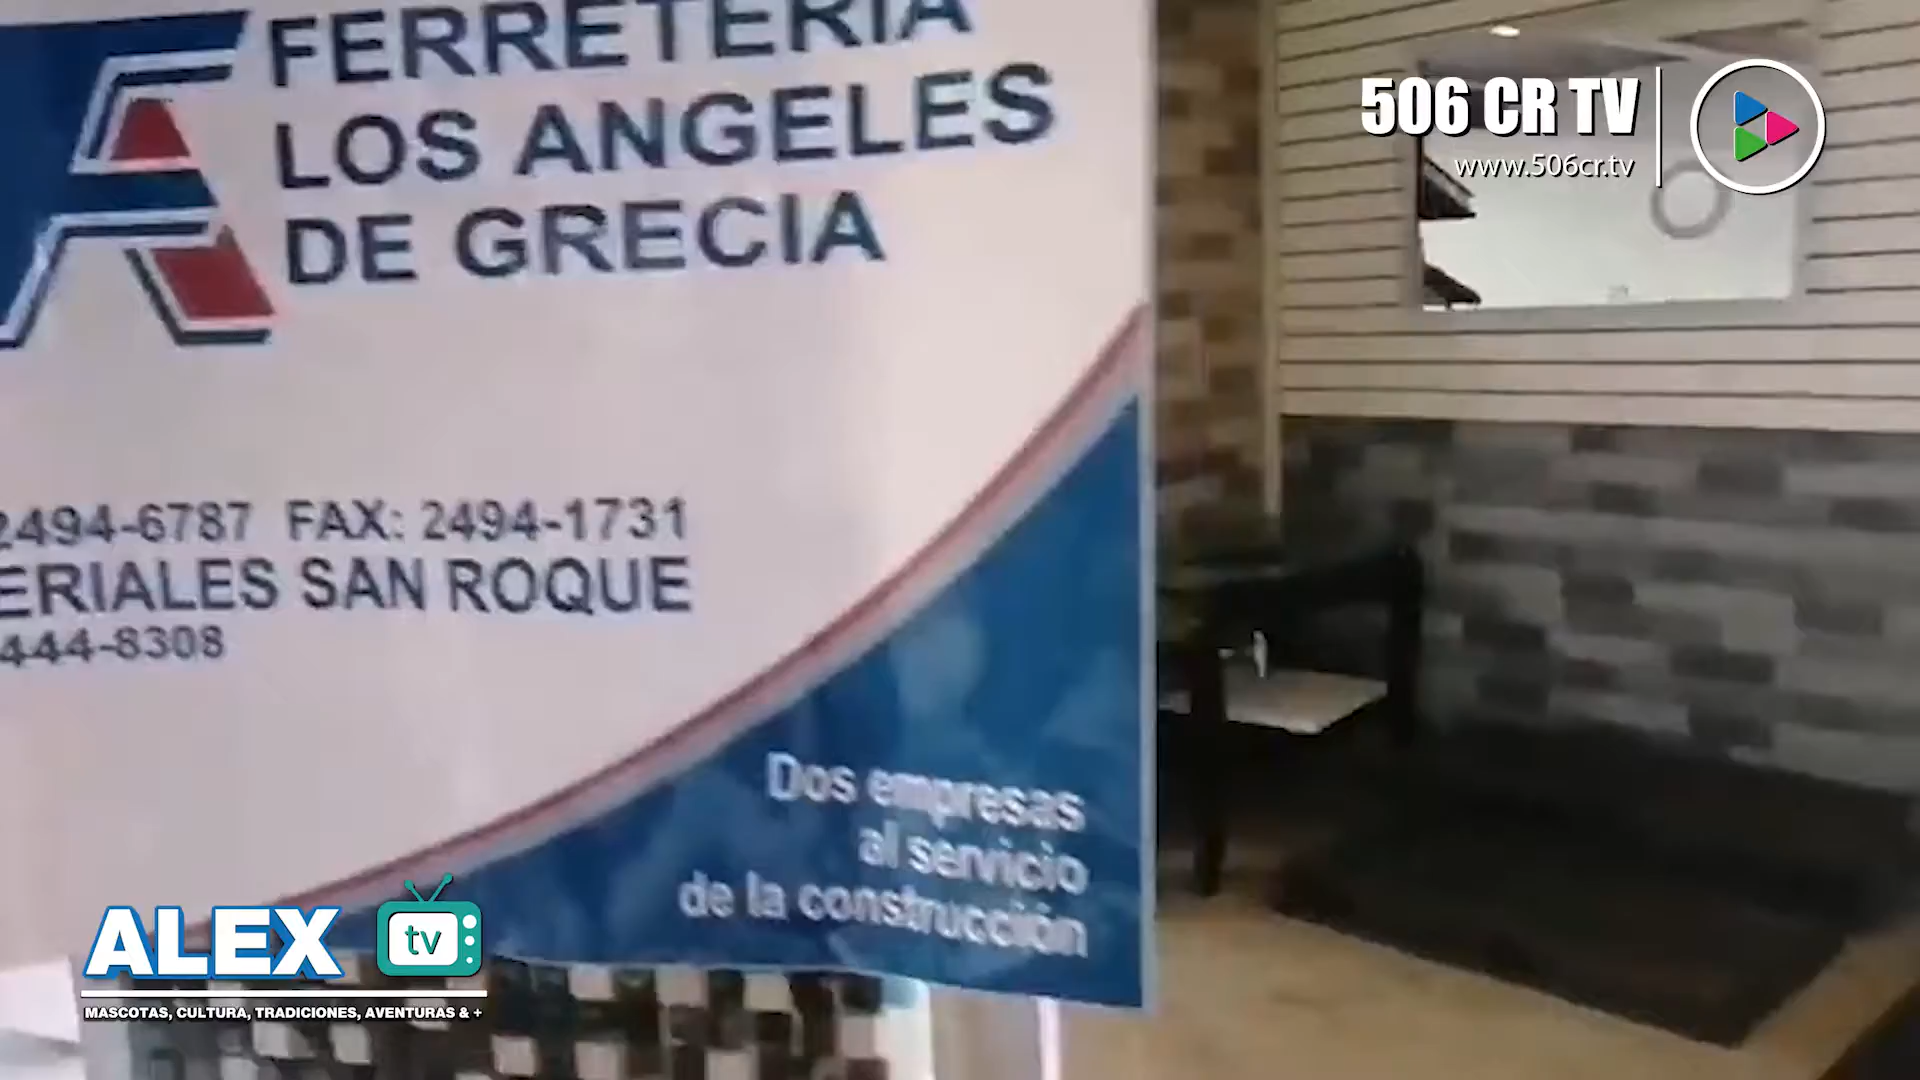 FERRETERIA
LOS ANGELES
DE GRECIA
506 CR TV
www.506cr.tv
2494-6787 FAX: 2494-1731
ERIALES SAN ROQUE
444-8308
Dos empresas
al servicio
de la construcción
ALEX tv
MASCOTAS, CULTURA, TRADICIONES, AVENTURAS & +